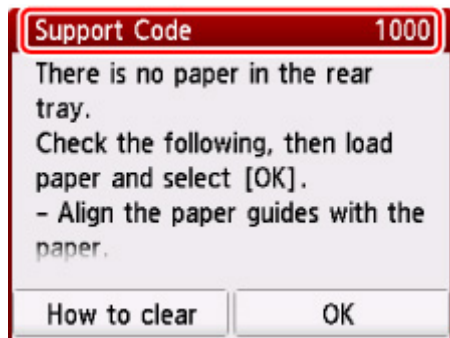 Support Code 1000
There is no paper in the rear
tray.
Check the following, then load
paper and select [OK].
– Align the paper guides with the
paper.
How to clear OK